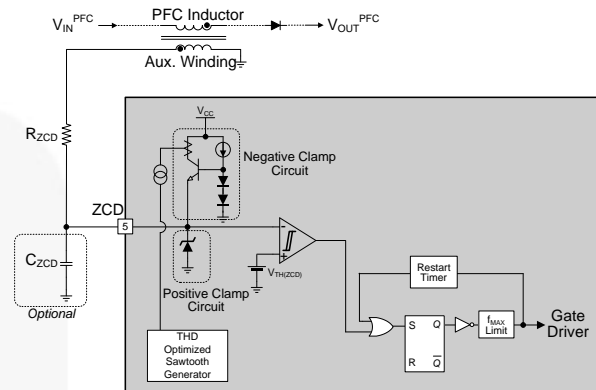 PFC Inductor
V_IN^PFC
V_OUT^PFC
Aux. Winding
R_ZCD
V_CC
Negative Clamp
Circuit
ZCD
5
C_ZCD
Optional
Positive Clamp
Circuit
V_TH(ZCD)
THD
Optimized
Sawtooth
Generator
Restart
Timer
S
Q
R
Q̅
f_MAX
Limit
Gate
Driver